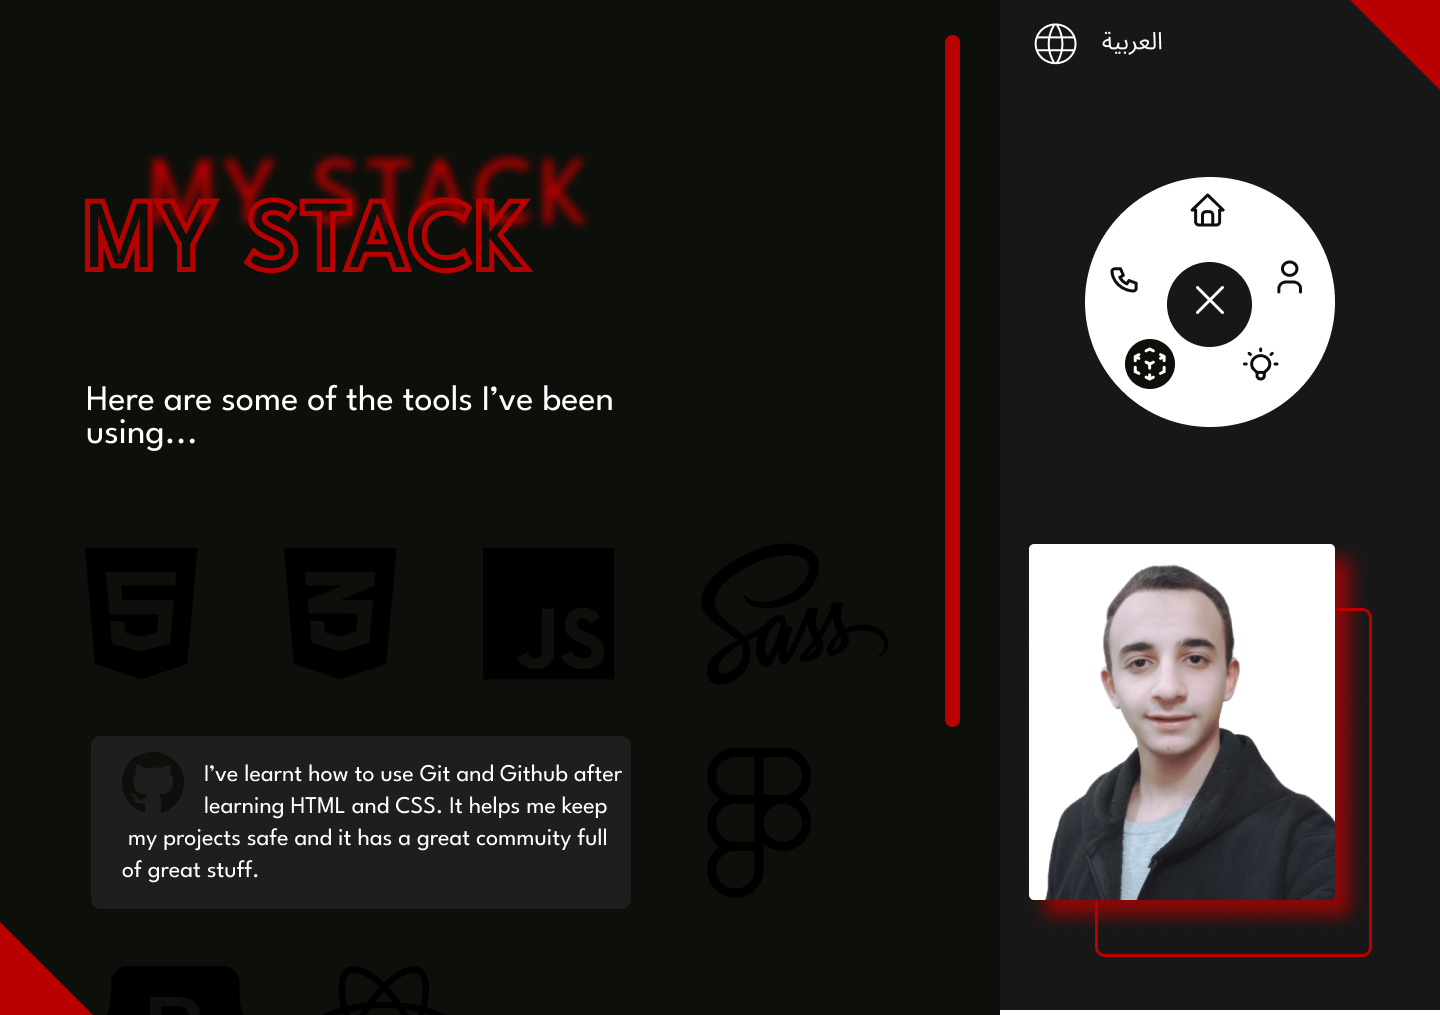 العربية
MY STACK
MY STACK
Here are some of the tools I’ve been
using...
5
3
JS
Sass
I’ve learnt how to use Git and Github after
learning HTML and CSS. It helps me keep
my projects safe and it has a great commuity full
of great stuff.
B